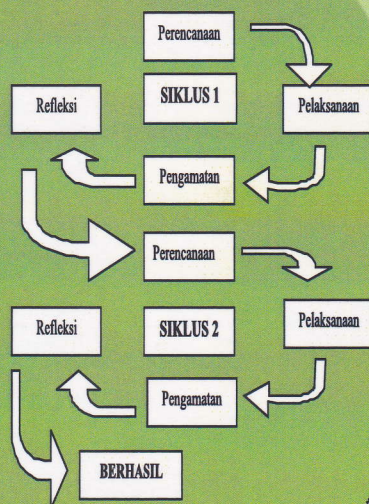 Perencanaan
Refleksi
SIKLUS 1
Pelaksanaan
Pengamatan
Perencanaan
Refleksi
SIKLUS 2
Pelaksanaan
Pengamatan
BERHASIL